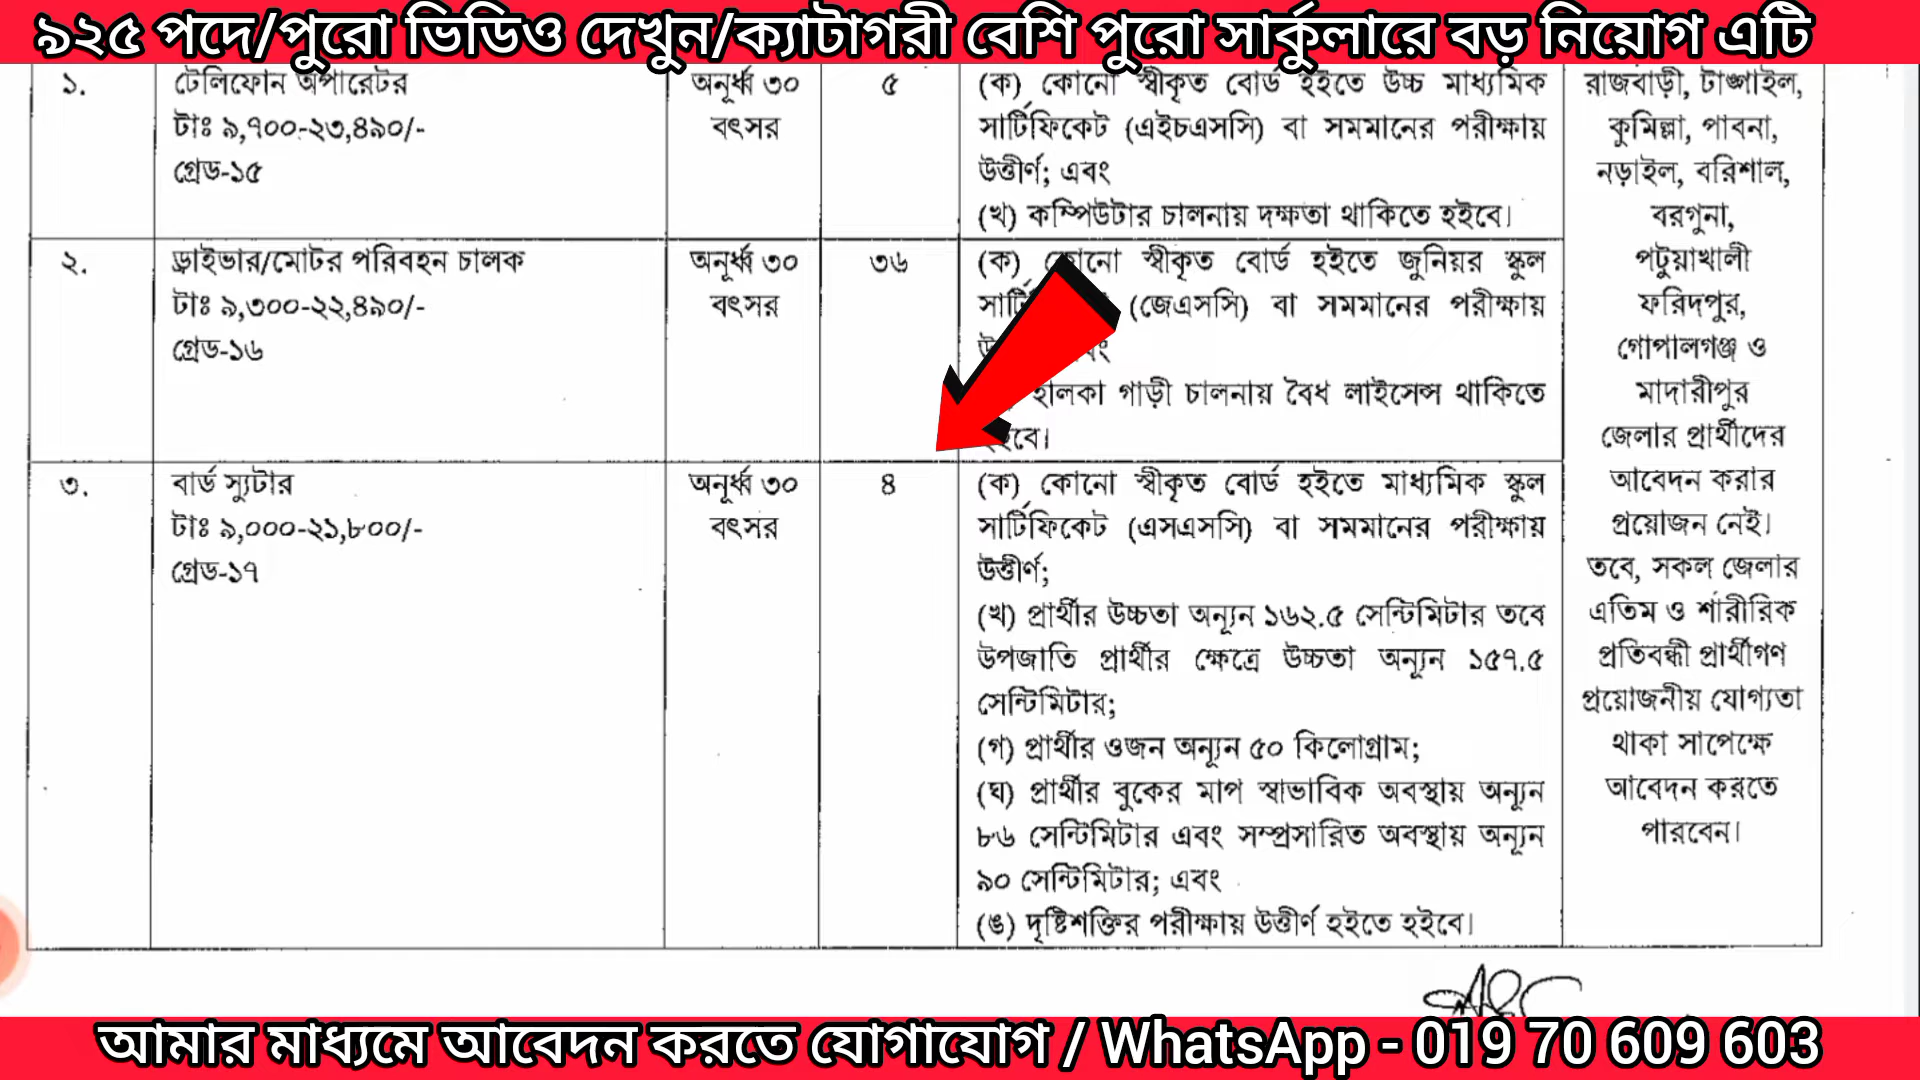 ৯২৫ পদে/পুরো ভিডিও দেখুন/ক্যাটাগরী বেশি পুরো সার্কুলারে বড় নিয়োগ এটি
১.
টেলিফোন অপারেটর
টাঃ ৯,৭০০-২৩,৪৯০/-
গ্রেড-১৫
অনূর্ধ্ব ৩০
বৎসর
৫
(ক) কোনো স্বীকৃত বোর্ড হইতে উচ্চ মাধ্যমিক
সার্টিফিকেট (এইচএসসি) বা সমমানের পরীক্ষায়
উত্তীর্ণ; এবং
(খ) কম্পিউটার চালনায় দক্ষতা থাকিতে হইবে।
২.
ড্রাইভার/মোটর পরিবহন চালক
টাঃ ৯,৩০০-২২,৪৯০/-
গ্রেড-১৬
অনূর্ধ্ব ৩০
বৎসর
৩৬
(ক) স্বীকৃত বোর্ড হইতে জুনিয়র স্কুল
(জেএসসি) বা সমমানের পরীক্ষায়
হালকা গাড়ী চালনায় বৈধ লাইসেন্স থাকিতে
হইবে।
৩.
বার্ড স্যুটার
টাঃ ৯,০০০-২১,৮০০/-
গ্রেড-১৭
অনূর্ধ্ব ৩০
বৎসর
৪
(ক) কোনো স্বীকৃত বোর্ড হইতে মাধ্যমিক স্কুল
সার্টিফিকেট (এসএসসি) বা সমমানের পরীক্ষায়
উত্তীর্ণ;
(খ) প্রার্থীর উচ্চতা অন্যূন ১৬২.৫ সেন্টিমিটার তবে
উপজাতি প্রার্থীর ক্ষেত্রে উচ্চতা অন্যূন ১৫৭.৫
সেন্টিমিটার;
(গ) প্রার্থীর ওজন অন্যূন ৫০ কিলোগ্রাম;
(ঘ) প্রার্থীর বুকের মাপ স্বাভাবিক অবস্থায় অন্যূন
৮৬ সেন্টিমিটার এবং সম্প্রসারিত অবস্থায় অন্যূন
৯০ সেন্টিমিটার; এবং
(ঙ) দৃষ্টিশক্তির পরীক্ষায় উত্তীর্ণ হইতে হইবে।
রাজবাড়ী, টাঙ্গাইল,
কুমিল্লা, পাবনা,
নড়াইল, বরিশাল,
বরগুনা,
পটুয়াখালী
ফরিদপুর,
গোপালগঞ্জ ও
মাদারীপুর
জেলার প্রার্থীদের
আবেদন করার
প্রয়োজন নেই।
তবে, সকল জেলার
এতিম ও শারীরিক
প্রতিবন্ধী প্রার্থীগণ
প্রয়োজনীয় যোগ্যতা
থাকা সাপেক্ষে
আবেদন করতে
পারবেন।
আমার মাধ্যমে আবেদন করতে যোগাযোগ / WhatsApp - 019 70 609 603